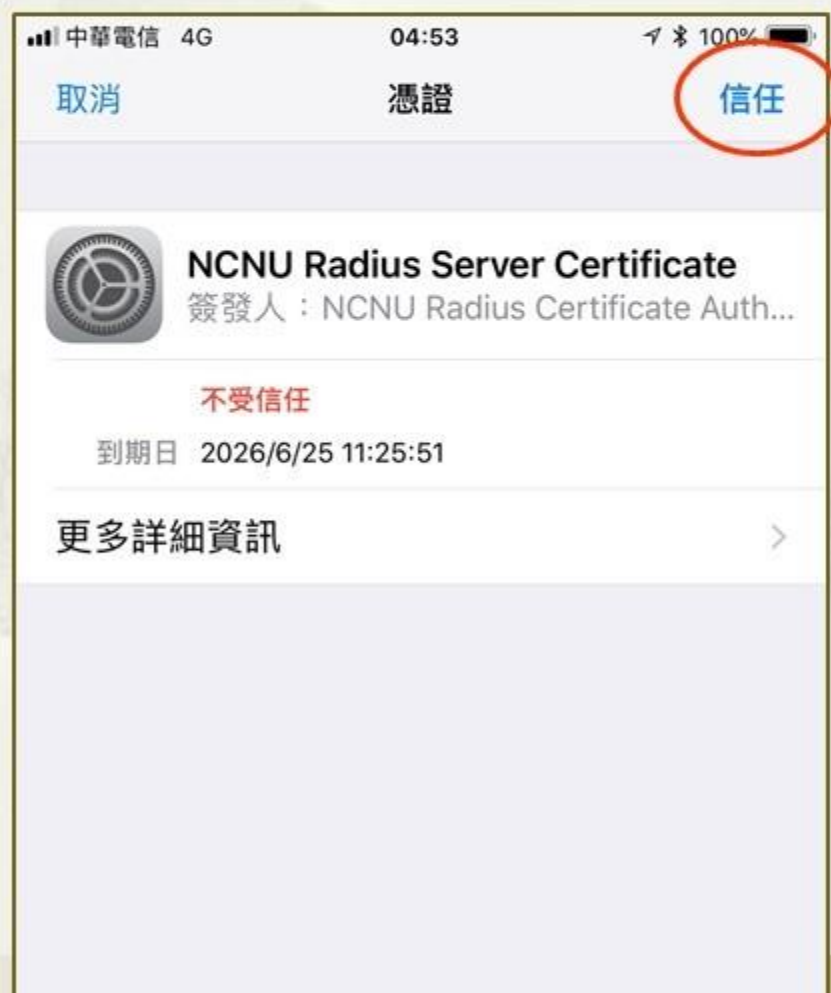 中華電信 4G 04:53 100%
取消 憑證 信任
NCNU Radius Server Certificate
簽發人：NCNU Radius Certificate Auth...
不受信任
到期日 2026/6/25 11:25:51
更多詳細資訊